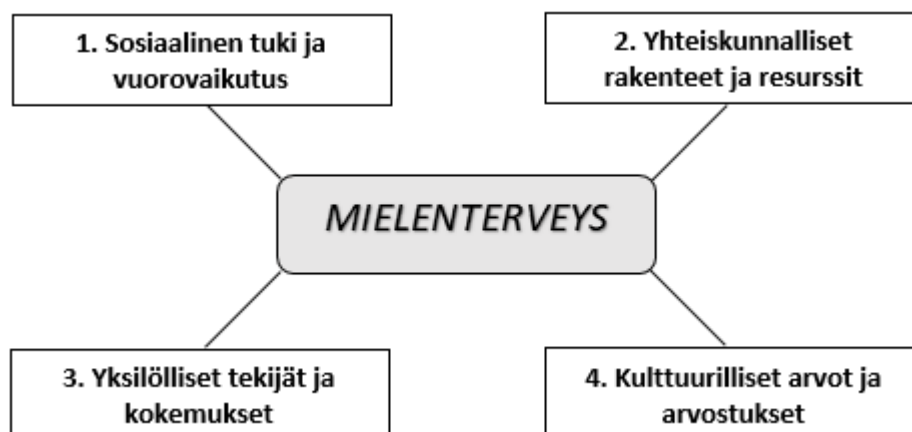 1. Sosiaalinen tuki ja
vuorovaikutus
2. Yhteiskunnalliset
rakenteet ja resurssit
MIELENTERVEYS
3. Yksilölliset tekijät ja
kokemukset
4. Kulttuurilliset arvot ja
arvostukset